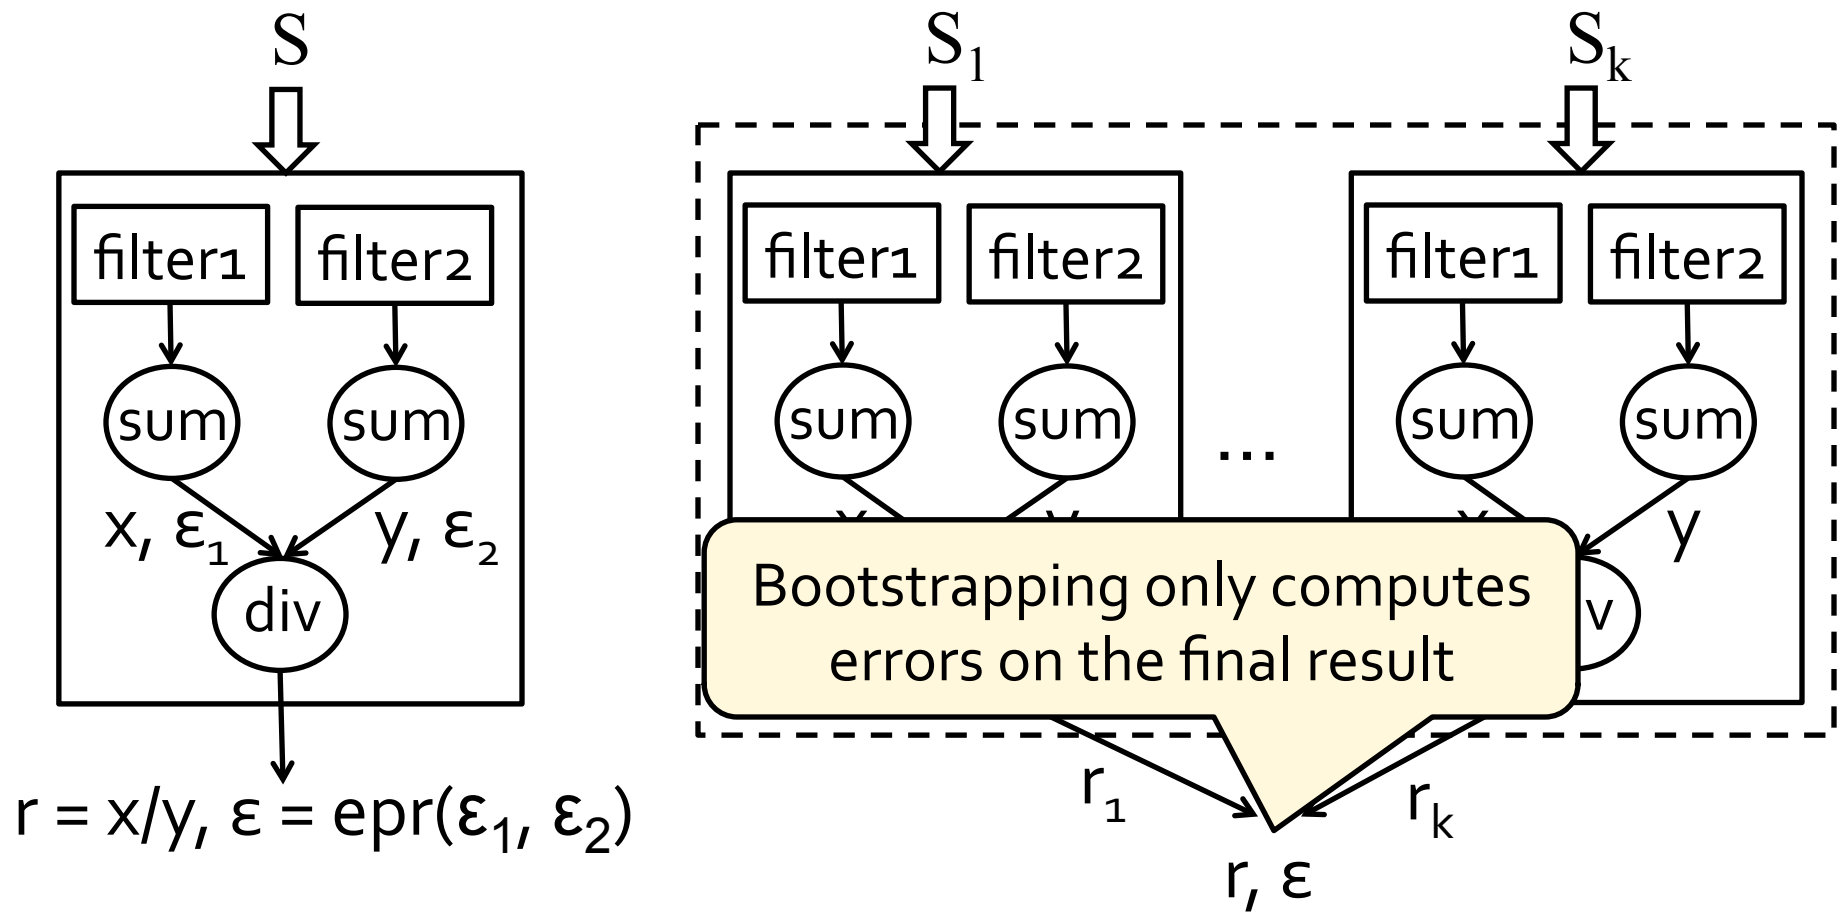 S
filter1
filter2
sum
sum
x, ε₁
y, ε₂
div
r = x/y, ε = epr(ε₁, ε₂)
S₁
filter1
filter2
sum
sum
...
Sₖ
filter1
filter2
sum
sum
y
v
Bootstrapping only computes
errors on the final result
r₁
rₖ
r, ε